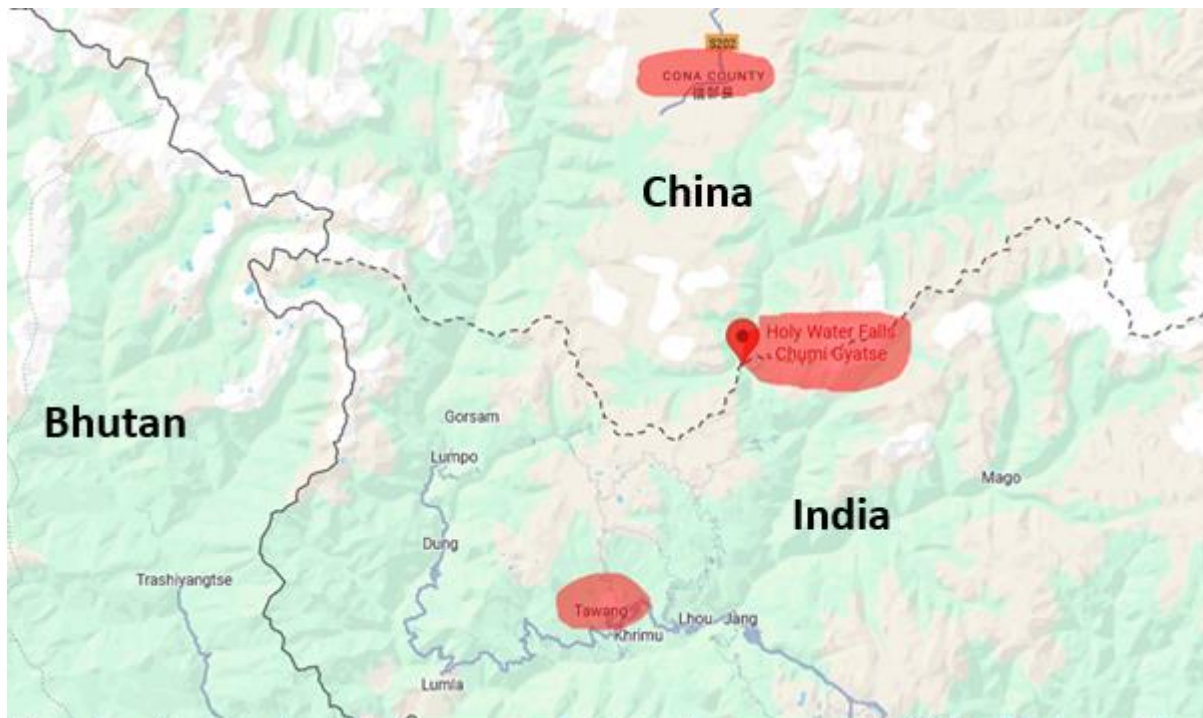 S202
CONA COUNTY
错那县
China
Holy Water Falls
Chumi Gyatse
Bhutan
Gorsam
Lumpo
Mago
India
Dung
Trashiyangtse
Tawang
Lhou Jang
Khrimu
Lumla